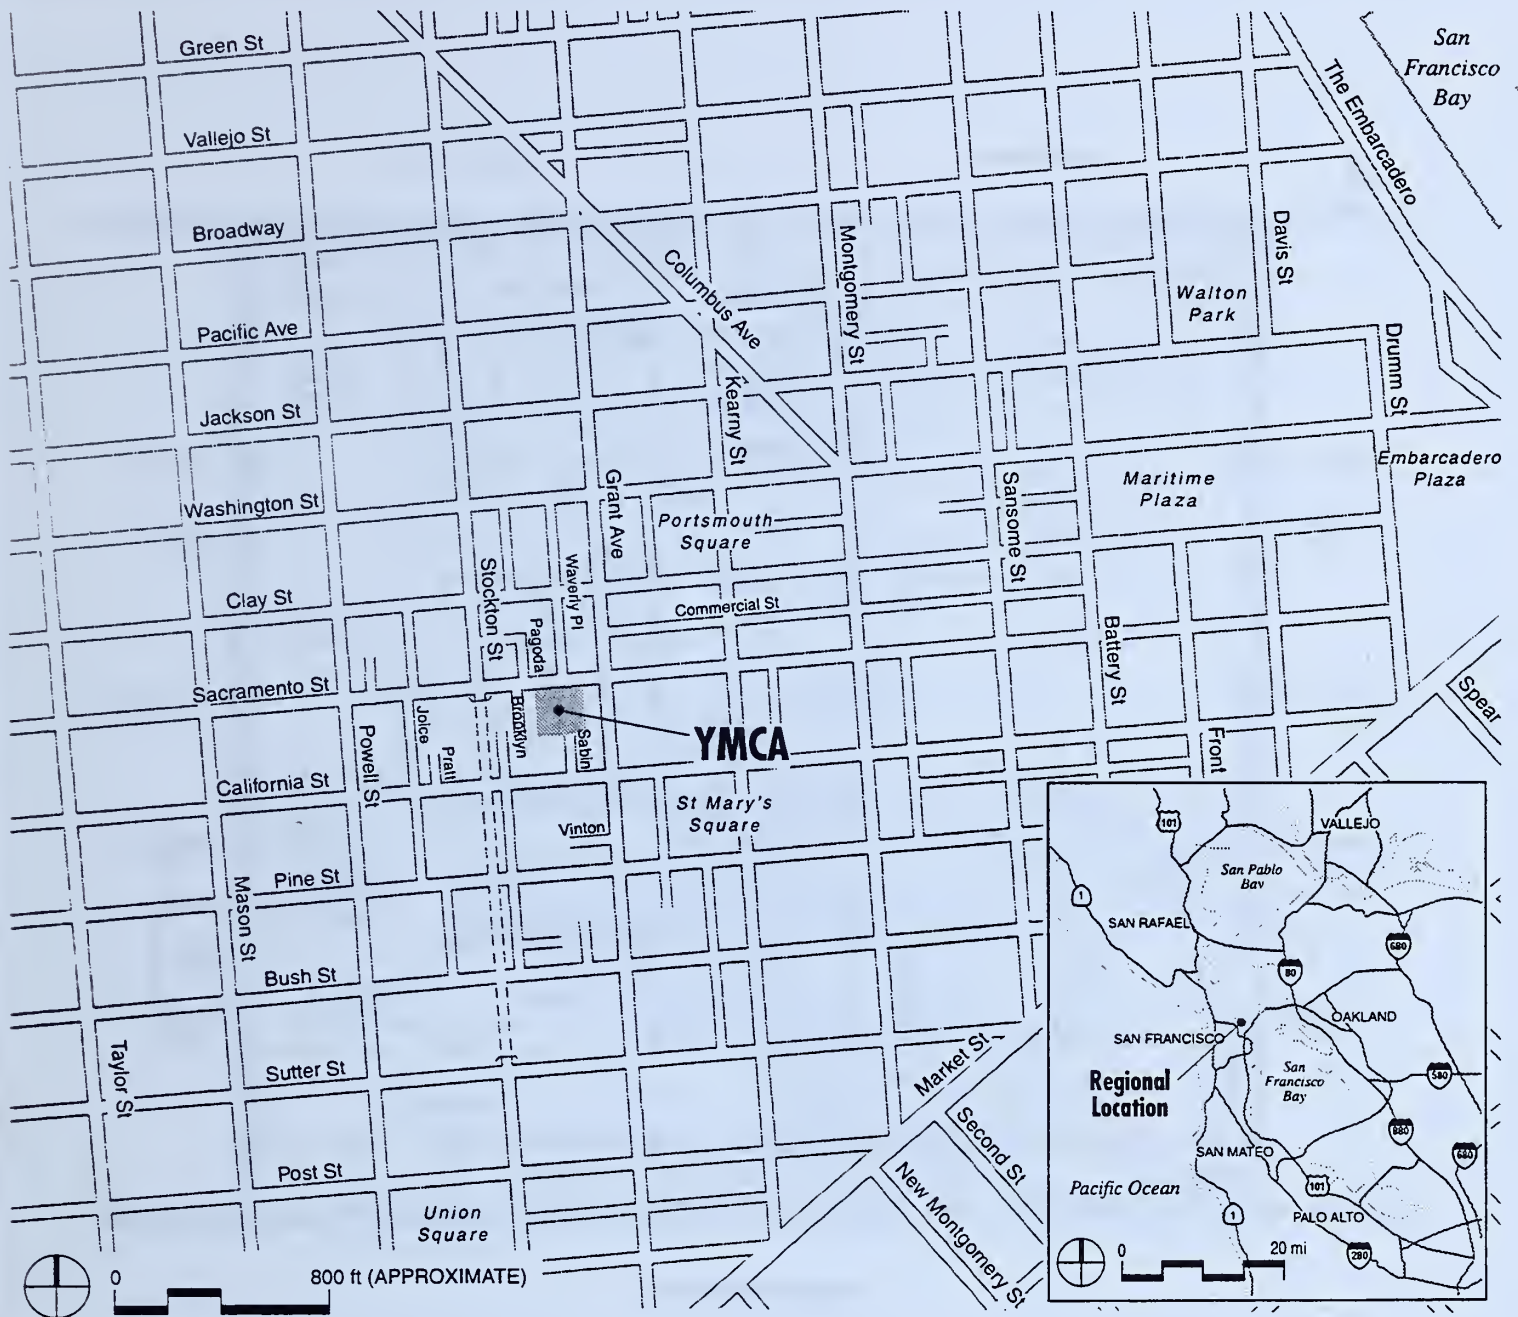 Green St
Vallejo St
Broadway
Pacific Ave
Jackson St
Washington St
Clay St
Sacramento St
California St
Pine St
Bush St
Sutter St
Post St
Taylor St
Mason St
Powell St
Joice
Pratt
Stockton St
Brooklyn
Pagoda
Waverly Pl
Sabin
Vinton
Grant Ave
Kearny St
Columbus Ave
Montgomery St
Commercial St
Portsmouth
Square
St Mary's
Square
Union
Square
YMCA
Sansome St
Battery St
Front
Davis St
Drumm St
The Embarcadero
San
Francisco
Bay
Walton
Park
Maritime
Plaza
Embarcadero
Plaza
Spear
Market St
Second St
New Montgomery St
0
800 ft (APPROXIMATE)
101
VALLEJO
San Pablo
Bay
1
SAN RAFAEL
680
80
OAKLAND
SAN FRANCISCO
San
Francisco
Bay
580
Regional
Location
880
680
SAN MATEO
101
Pacific Ocean
1
PALO ALTO
280
0
20 mi